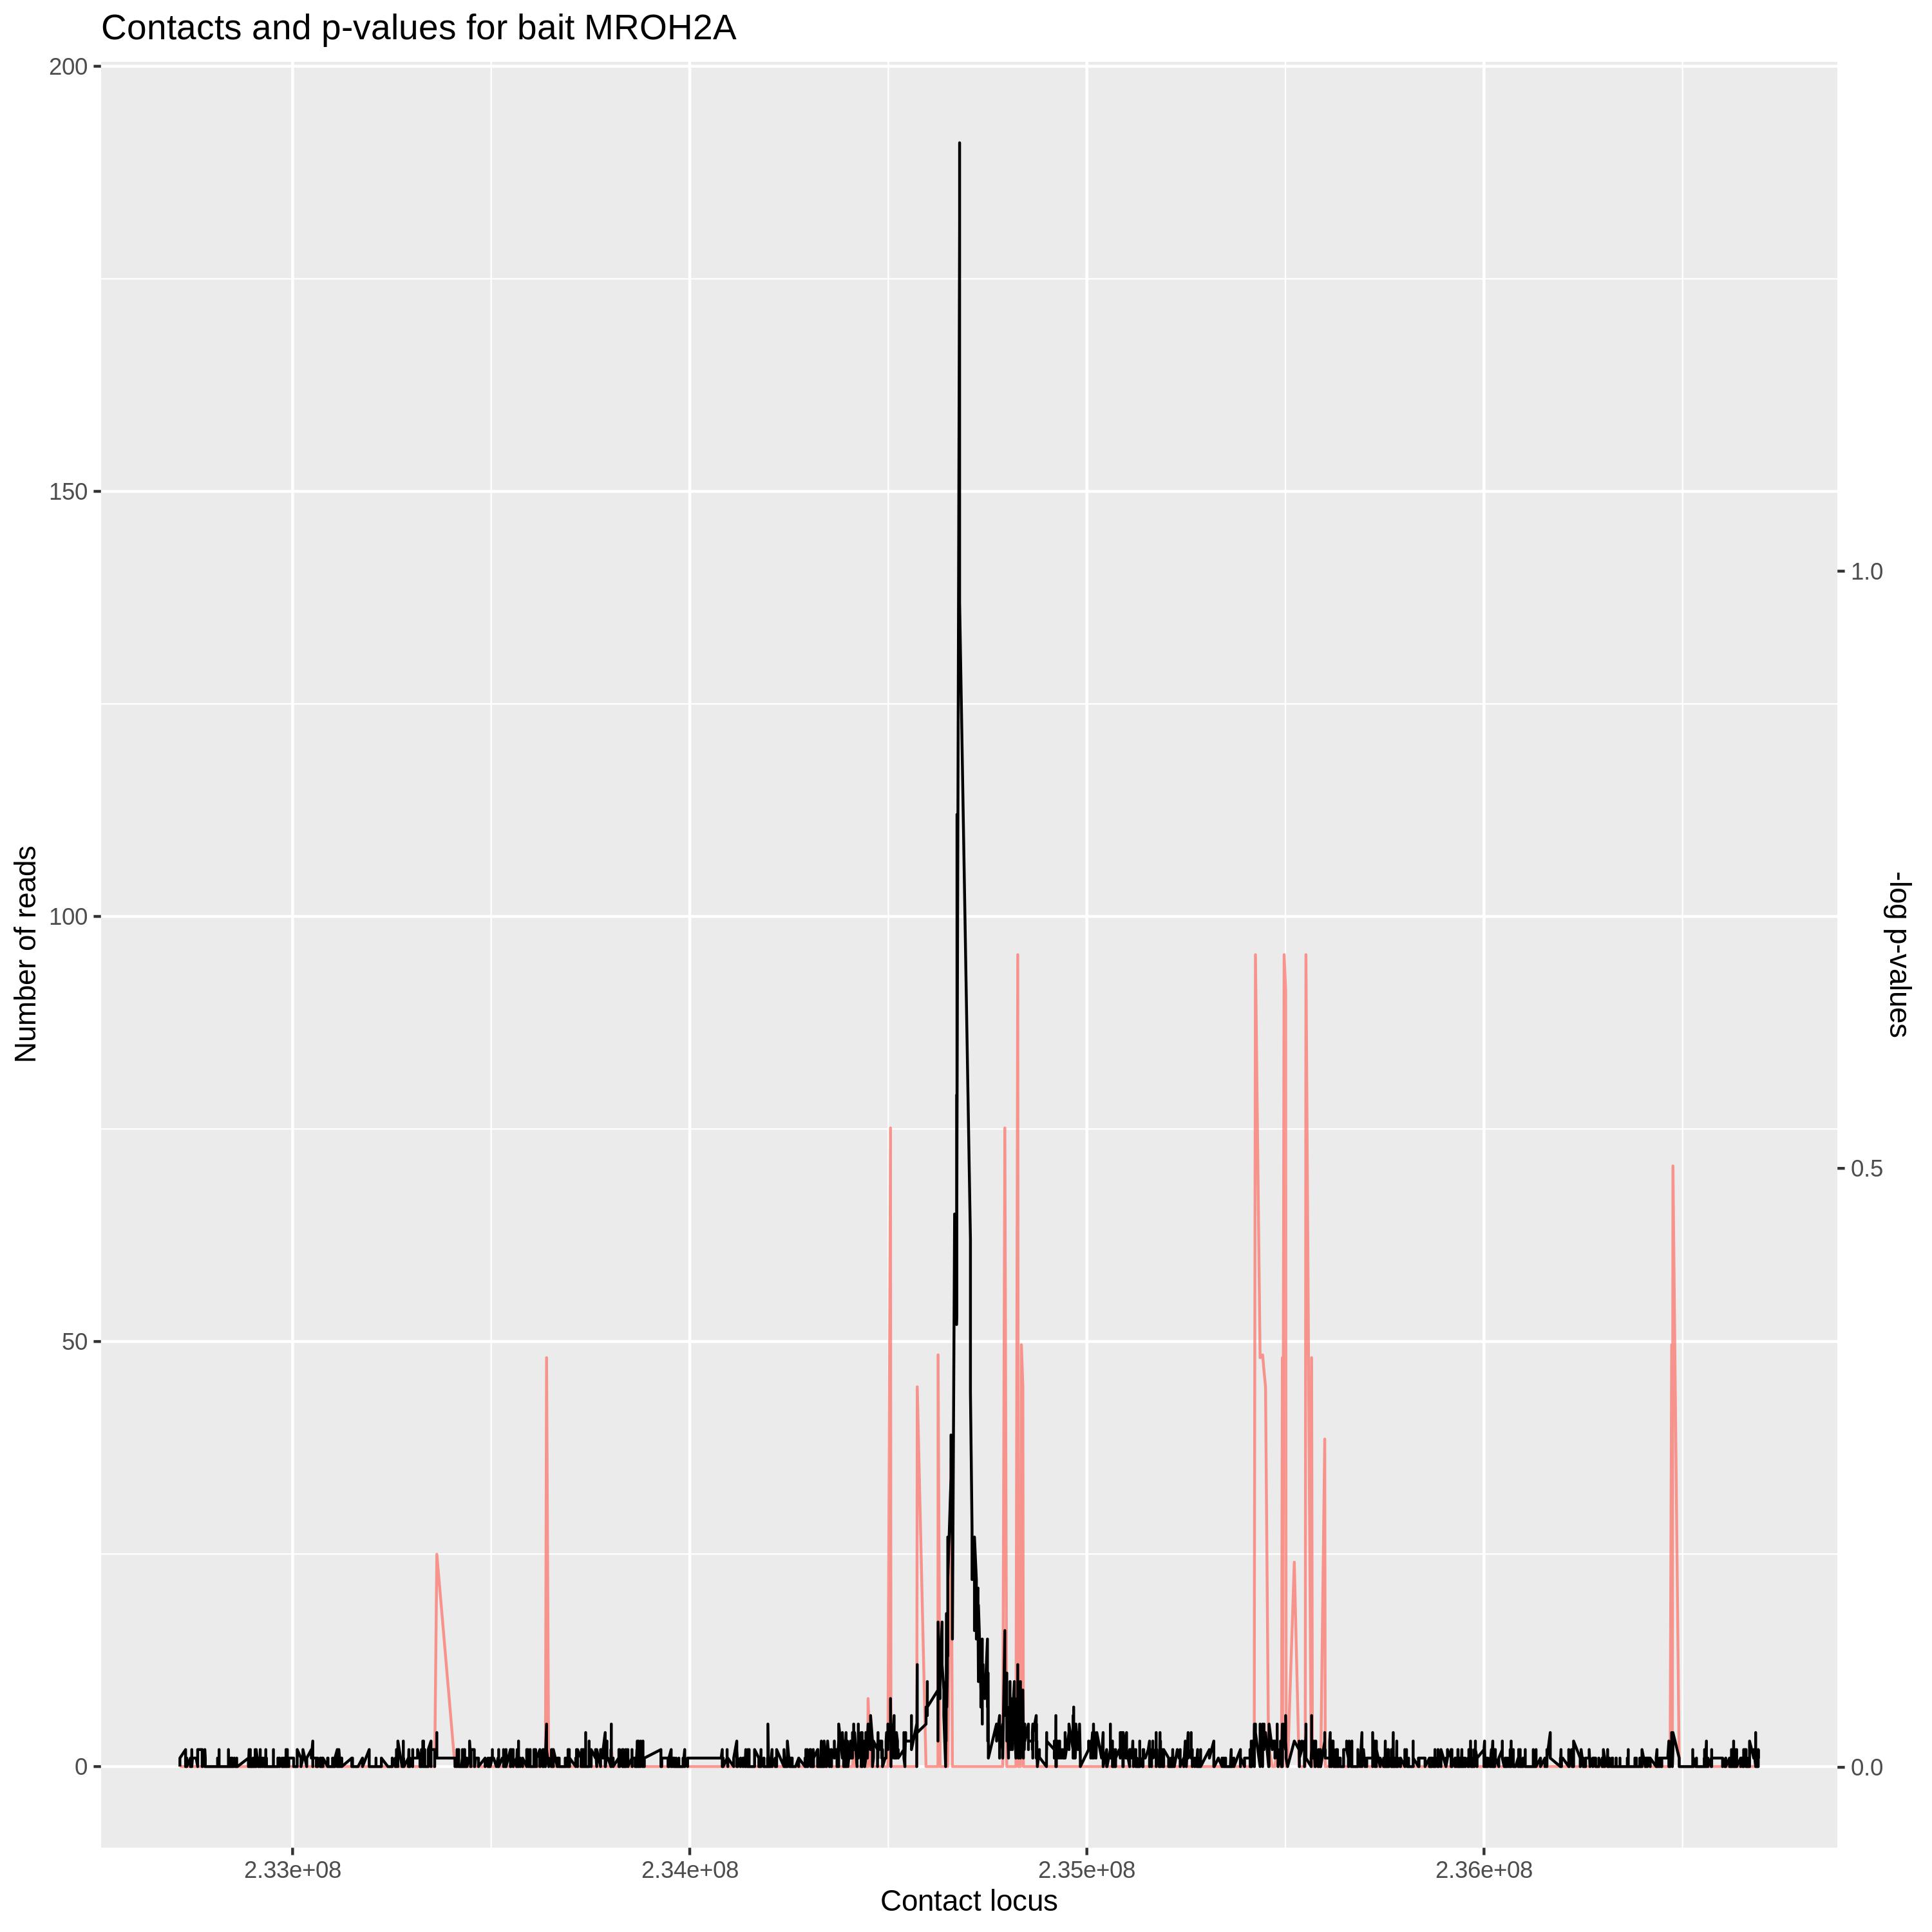 Contacts and p-values for bait MROH2A
200
150
100
50
0
Number of reads
1.0
0.5
0.0
-log p-values
2.33e+08
2.34e+08
2.35e+08
2.36e+08
Contact locus